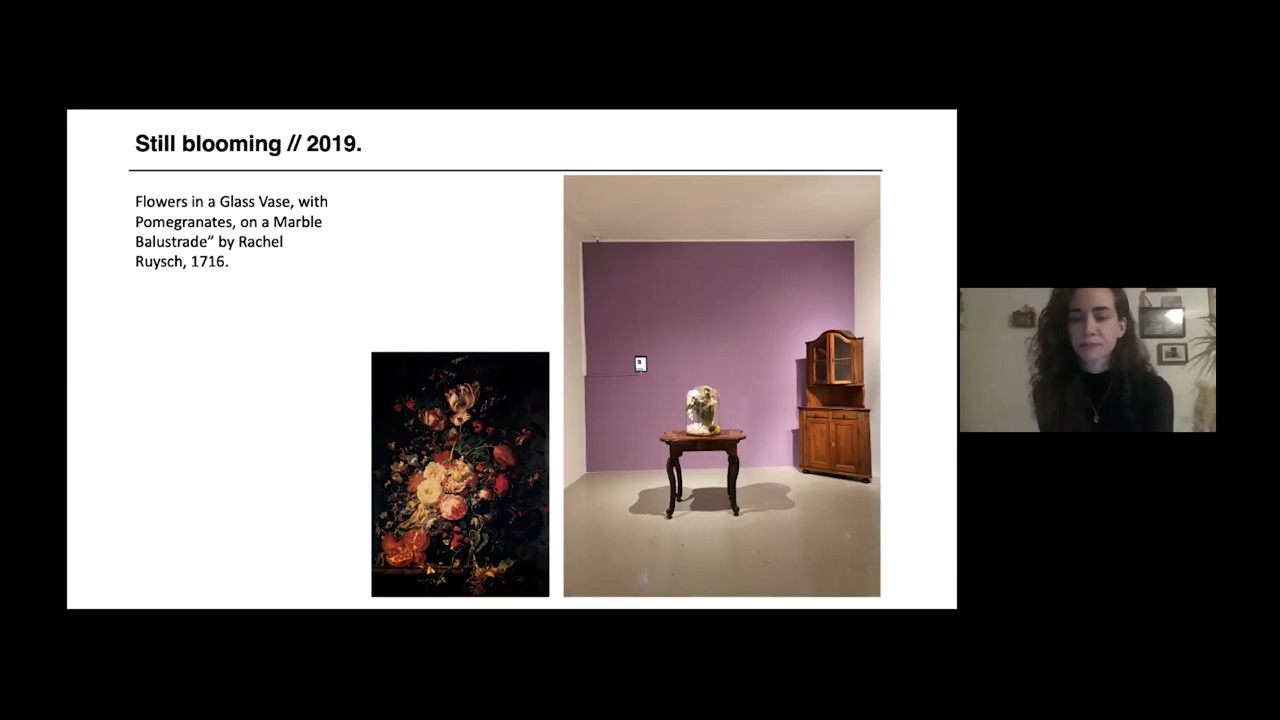 Still blooming // 2019.
Flowers in a Glass Vase, with
Pomegranates, on a Marble
Balustrade” by Rachel
Ruysch, 1716.